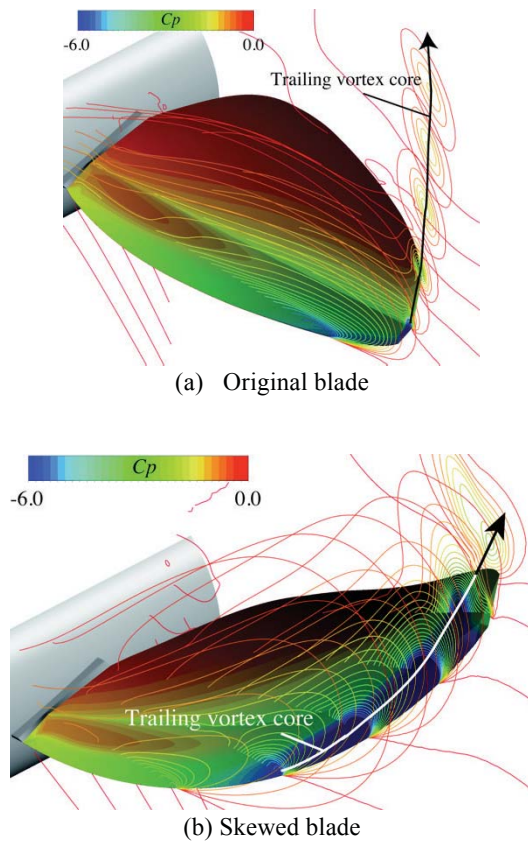 Cp
-6.0 0.0
Trailing vortex core
(a) Original blade
Cp
-6.0 0.0
Trailing vortex core
(b) Skewed blade